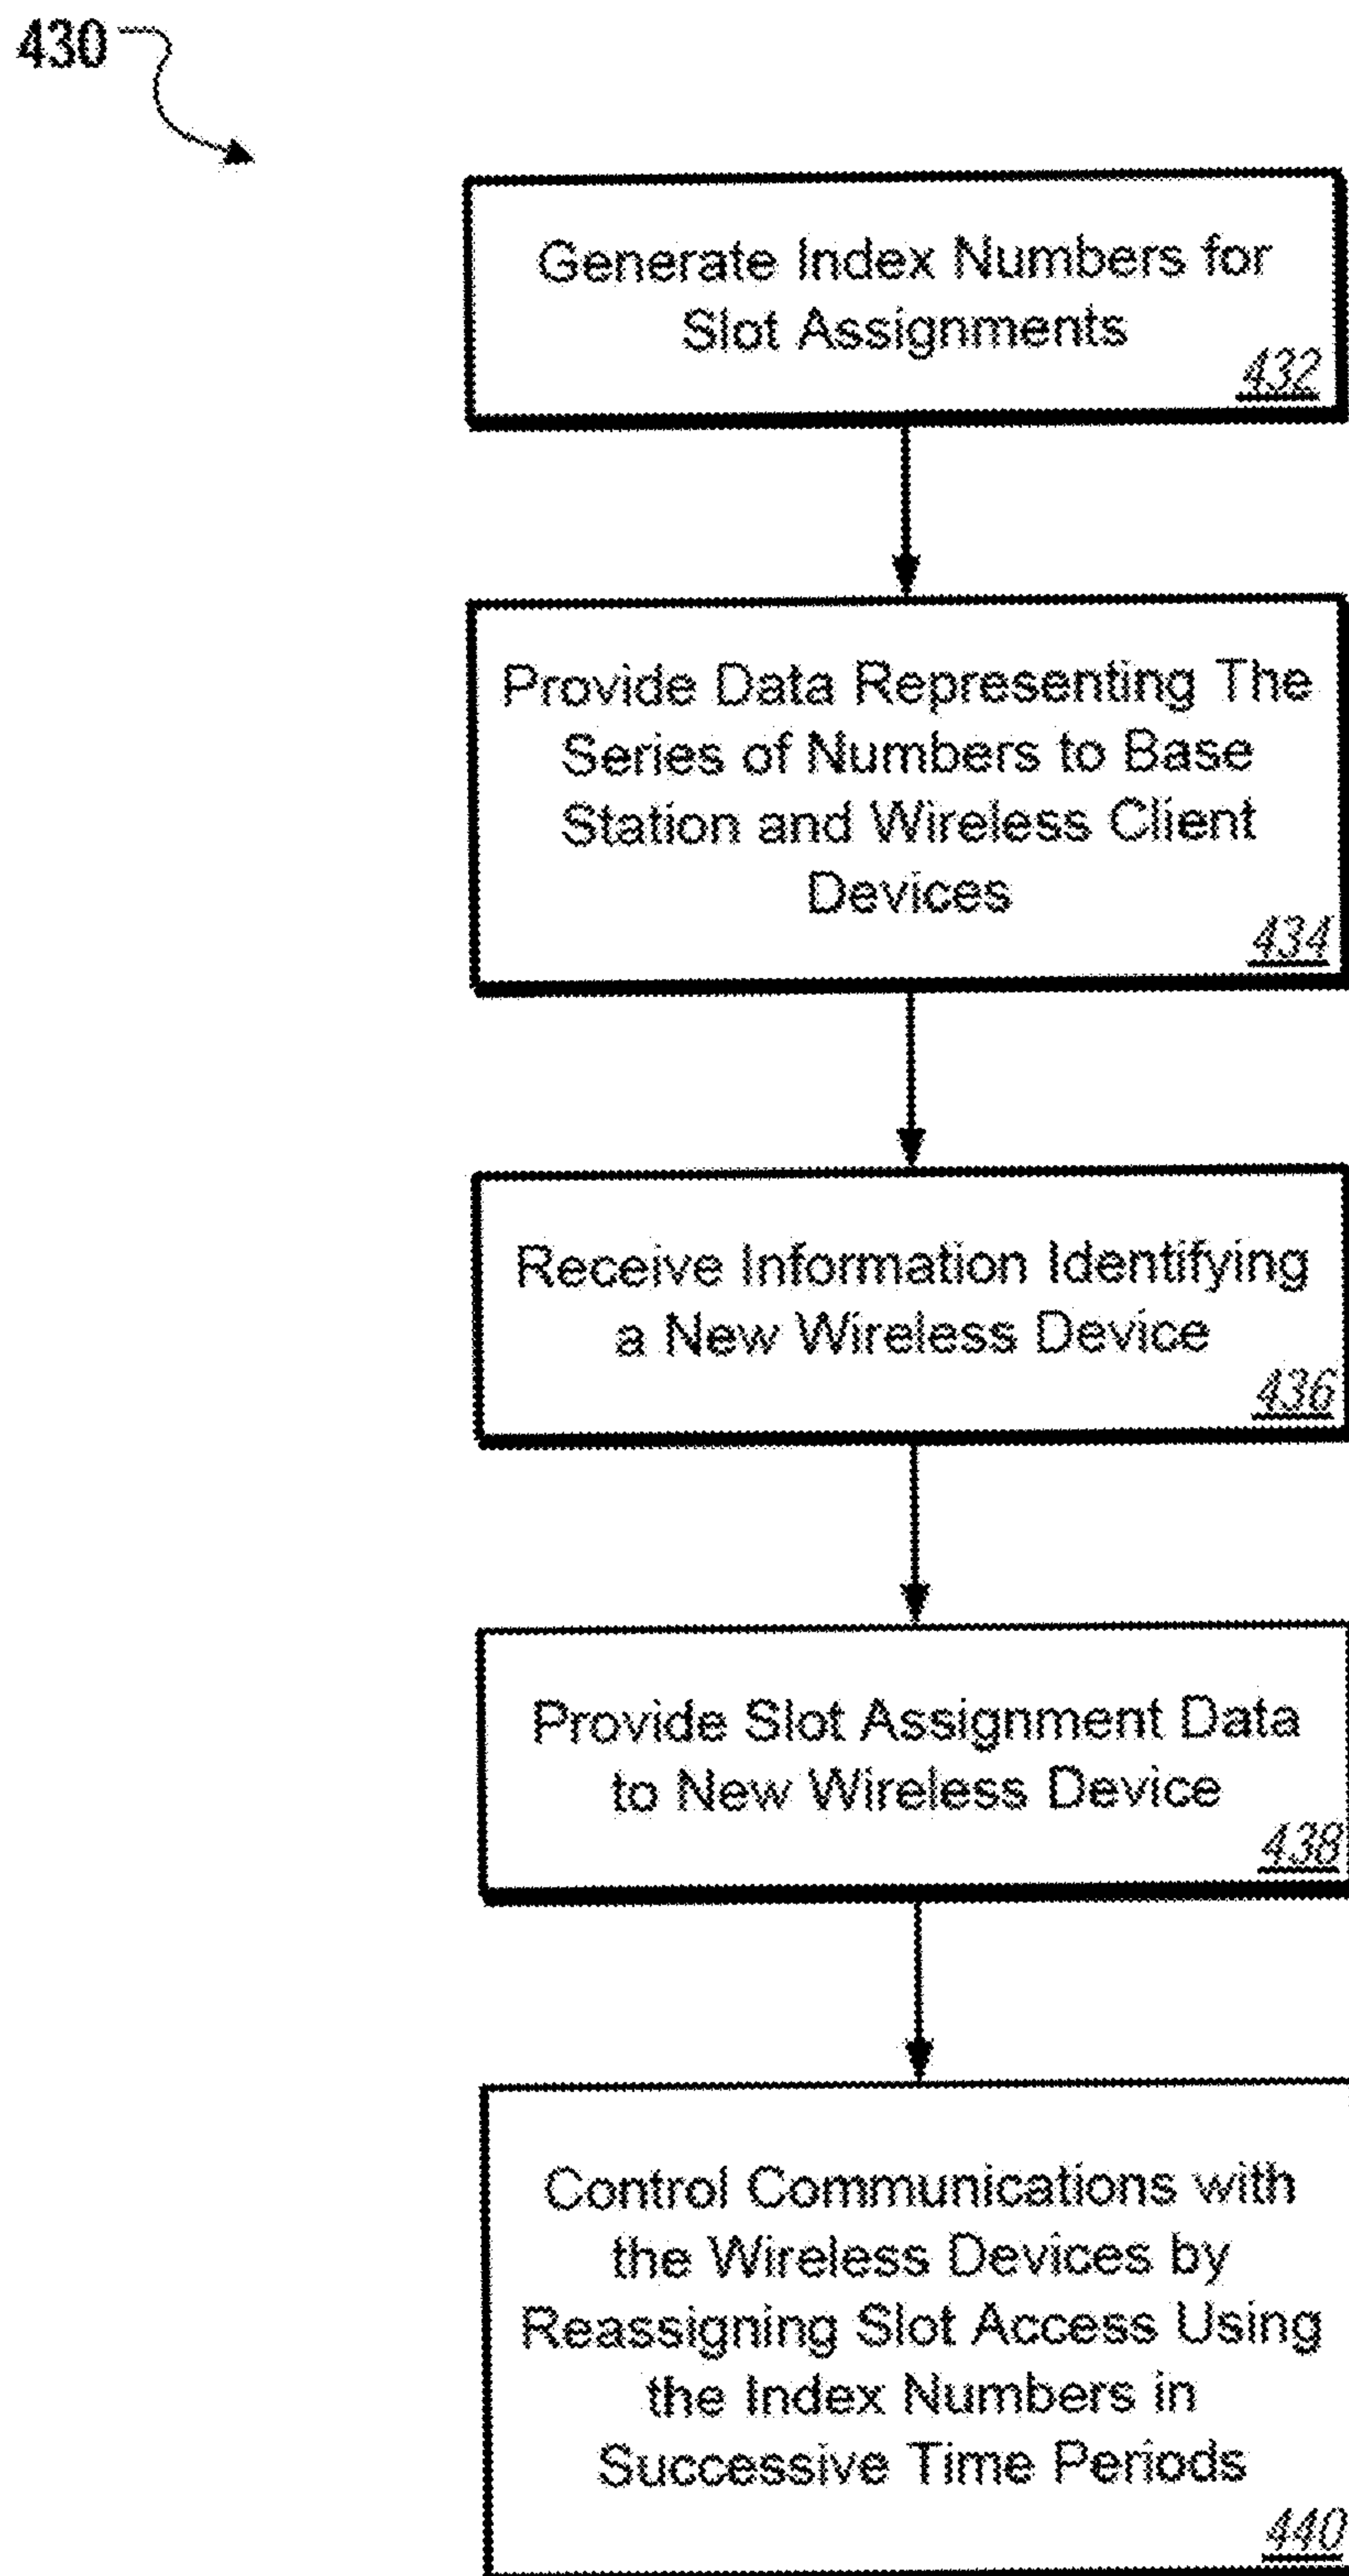 430
Generate Index Numbers for
Slot Assignments
432
Provide Data Representing The
Series of Numbers to Base
Station and Wireless Client
Devices
434
Receive Information Identifying
a New Wireless Device
436
Provide Slot Assignment Data
to New Wireless Device
438
Control Communications with
the Wireless Devices by
Reassigning Slot Access Using
the Index Numbers in
Successive Time Periods
440